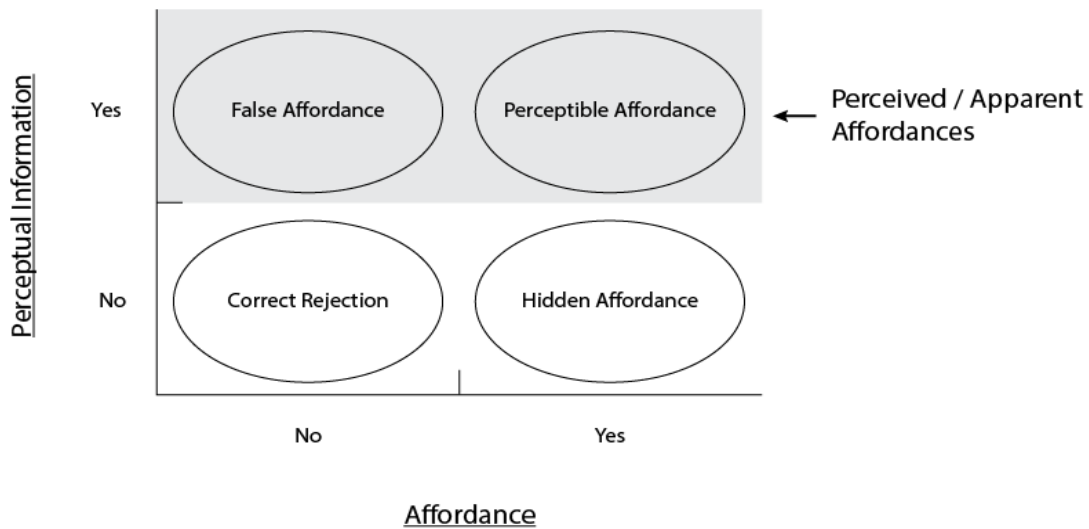 Perceptual Information
Yes
False Affordance
Perceptible Affordance
Perceived / Apparent
Affordances
No
Correct Rejection
Hidden Affordance
No
Yes
Affordance